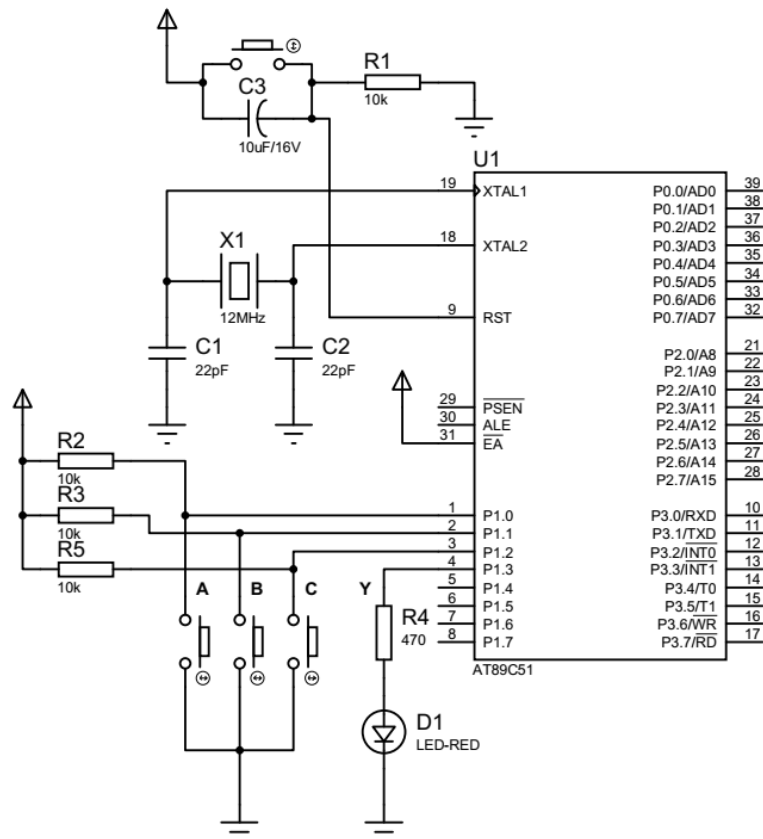 C3
10uF/16V
R1
10k
U1
19
XTAL1
18
XTAL2
9
RST
29
PSEN
30
ALE
31
EA
1
P1.0
2
P1.1
3
P1.2
4
P1.3
5
P1.4
6
P1.5
7
P1.6
8
P1.7
P0.0/AD0
39
P0.1/AD1
38
P0.2/AD2
37
P0.3/AD3
36
P0.4/AD4
35
P0.5/AD5
34
P0.6/AD6
33
P0.7/AD7
32
P2.0/A8
21
P2.1/A9
22
P2.2/A10
23
P2.3/A11
24
P2.4/A12
25
P2.5/A13
26
P2.6/A14
27
P2.7/A15
28
P3.0/RXD
10
P3.1/TXD
11
P3.2/INT0
12
P3.3/INT1
13
P3.4/T0
14
P3.5/T1
15
P3.6/WR
16
P3.7/RD
17
AT89C51
X1
12MHz
C1
22pF
C2
22pF
R2
10k
R3
10k
R5
10k
A
B
C
Y
R4
470
D1
LED-RED